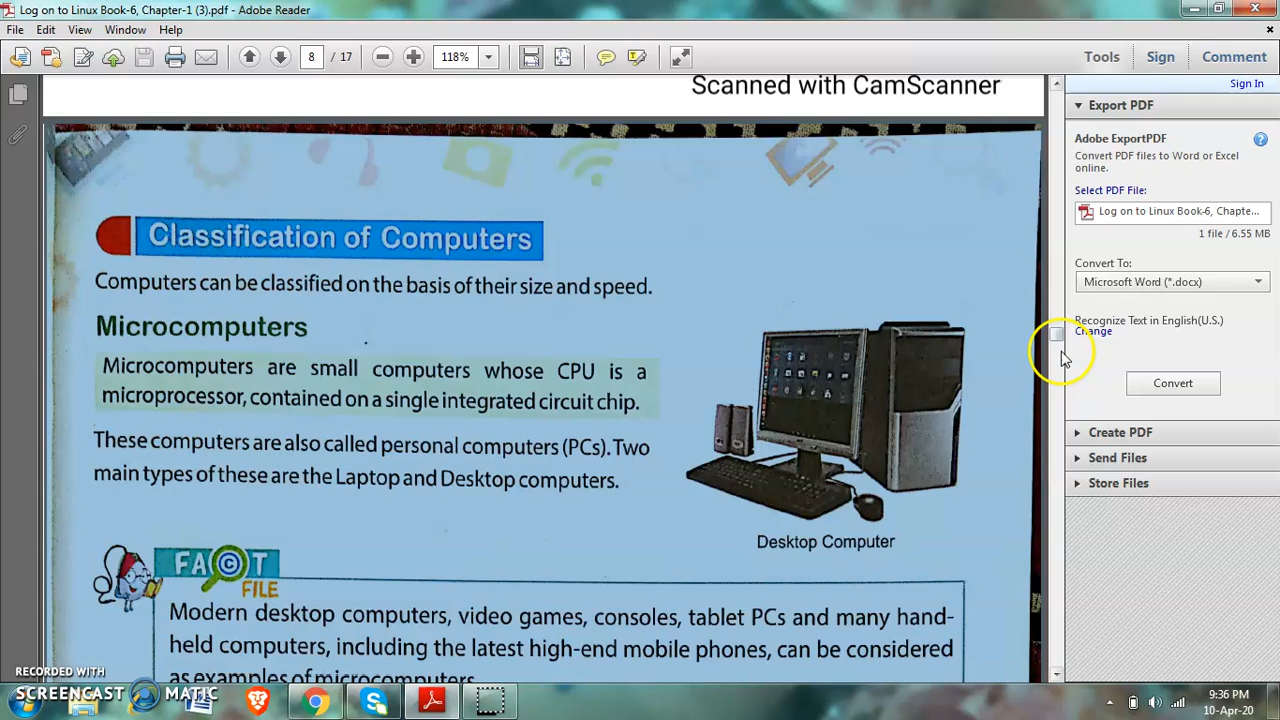 Log on to Linux Book-6, Chapter-1 (3).pdf - Adobe Reader
File Edit View Window Help
8 / 17 118% Tools Sign Comment
Scanned with CamScanner
Sign In
Export PDF
Adobe ExportPDF
Convert PDF files to Word or Excel
online.
Select PDF File:
Log on to Linux Book-6, Chapte...
1 file / 6.55 MB
Convert To:
Microsoft Word (*.docx)
Recognize Text in English(U.S.)
Change
Convert
Create PDF
Send Files
Store Files
Classification of Computers
Computers can be classified on the basis of their size and speed.
Microcomputers
Microcomputers are small computers whose CPU is a
microprocessor, contained on a single integrated circuit chip.
These computers are also called personal computers (PCs). Two
main types of these are the Laptop and Desktop computers.
Desktop Computer
FACT
FILE
Modern desktop computers, video games, consoles, tablet PCs and many hand-
held computers, including the latest high-end mobile phones, can be considered
as examples of microcomputers.
RECORDED WITH
SCREENCAST MATIC
9:36 PM
10-Apr-20